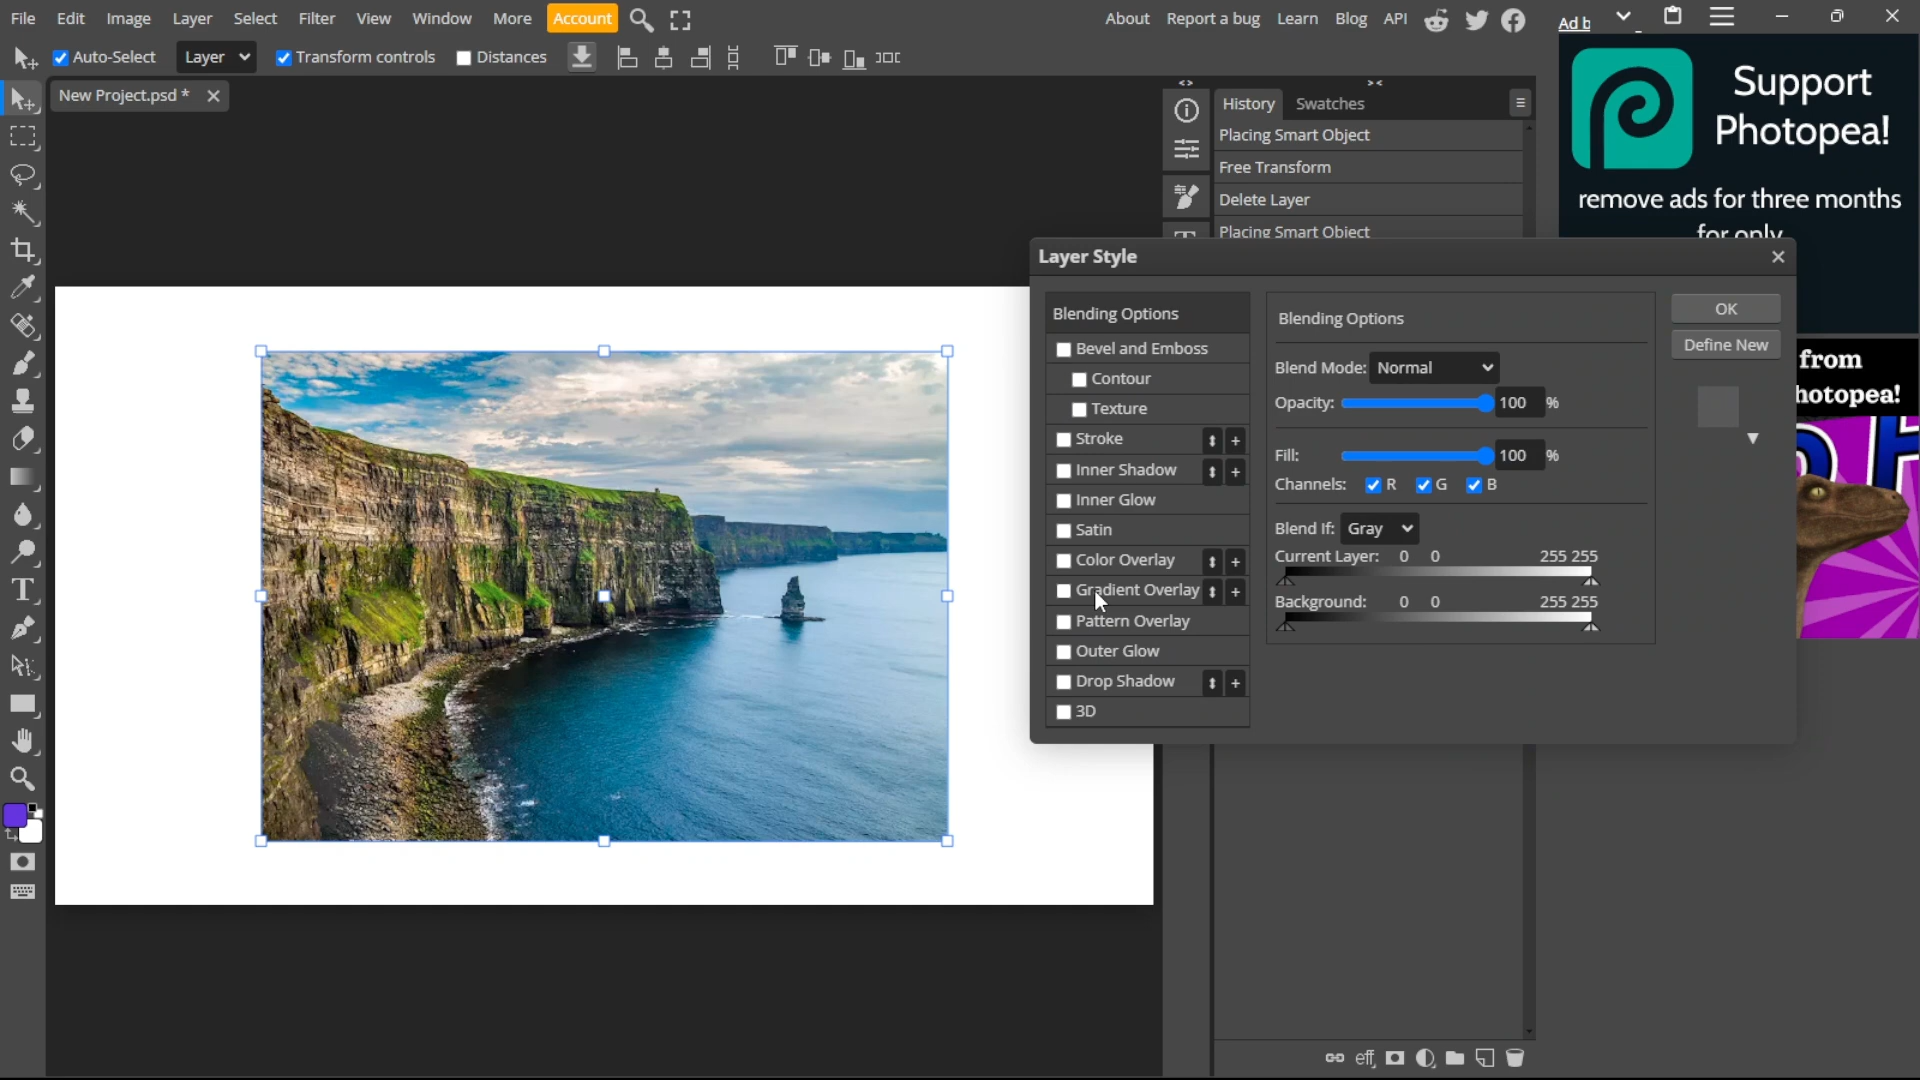 File Edit Image Layer Select Filter View Window More Account
About Report a bug Learn Blog API
Ad b
Auto-Select Layer Transform controls Distances
New Project.psd *
History Swatches
Placing Smart Object
Free Transform
Delete Layer
Placing Smart Object
Support
Photopea!
remove ads for three months
for only
Layer Style
Blending Options
Bevel and Emboss
Contour
Texture
Stroke
Inner Shadow
Inner Glow
Satin
Color Overlay
Gradient Overlay
Pattern Overlay
Outer Glow
Drop Shadow
3D
Blending Options
Blend Mode: Normal
Opacity: 100 %
Fill: 100 %
Channels: R G B
Blend If: Gray
Current Layer: 0 0 255 255
Background: 0 0 255 255
OK
Define New
from
hotopea!
T
eff